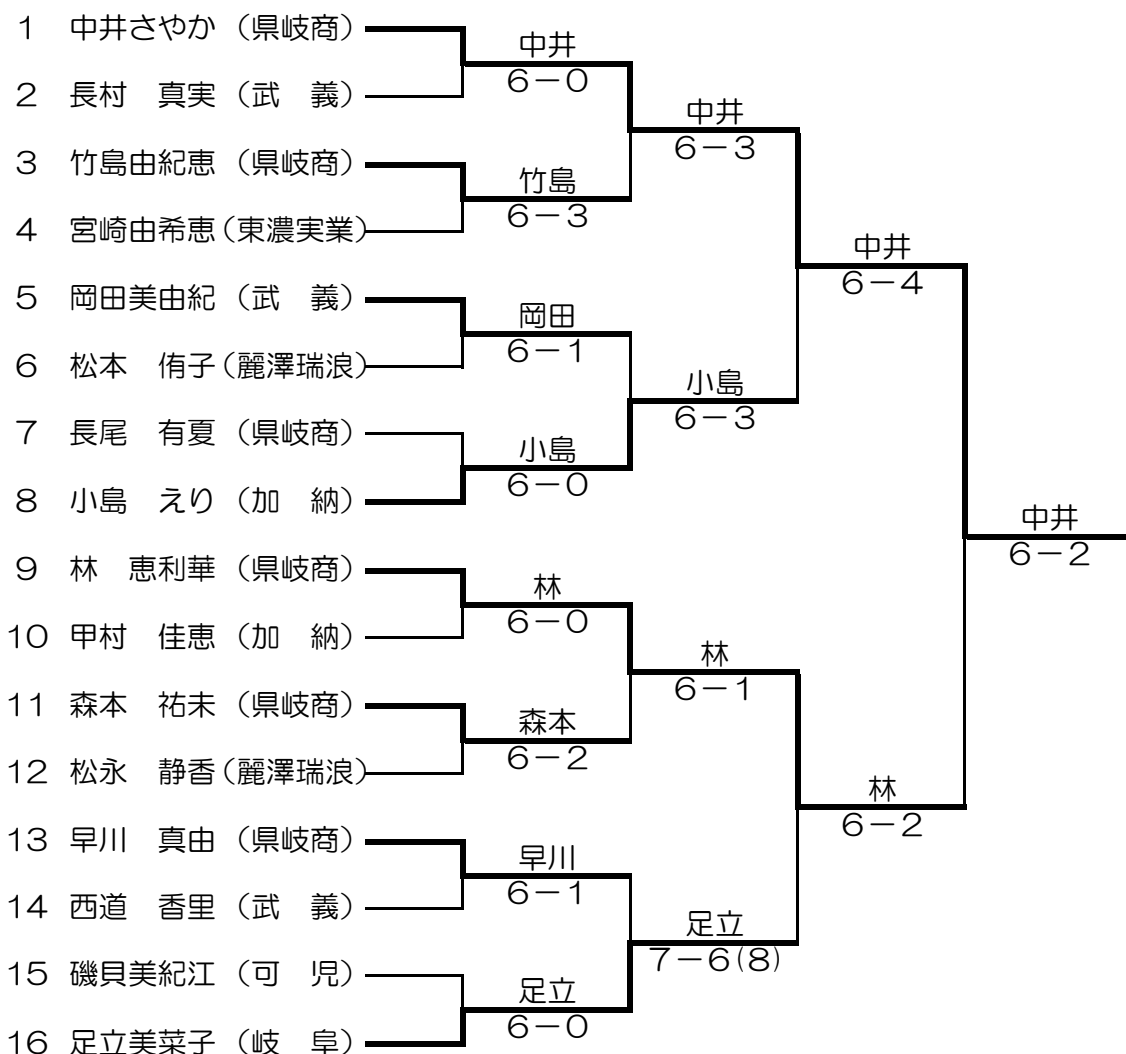 1 中井さやか （県岐商）
2 長村　真実 （武　義）
3 竹島由紀恵 （県岐商）
4 宮崎由希恵 （東濃実業）
5 岡田美由紀 （武　義）
6 松本　侑子 （麗澤瑞浪）
7 長尾　有夏 （県岐商）
8 小島　えり （加　納）
9 林　恵利華 （県岐商）
10 甲村　佳恵 （加　納）
11 森本　祐未 （県岐商）
12 松永　静香 （麗澤瑞浪）
13 早川　真由 （県岐商）
14 西道　香里 （武　義）
15 磯貝美紀江 （可　児）
16 足立美菜子 （岐　阜）
中井
6－0
竹島
6－3
岡田
6－1
小島
6－0
林
6－0
森本
6－2
早川
6－1
足立
6－0
中井
6－3
小島
6－3
林
6－1
足立
7－6(8)
中井
6－4
林
6－2
中井
6－2